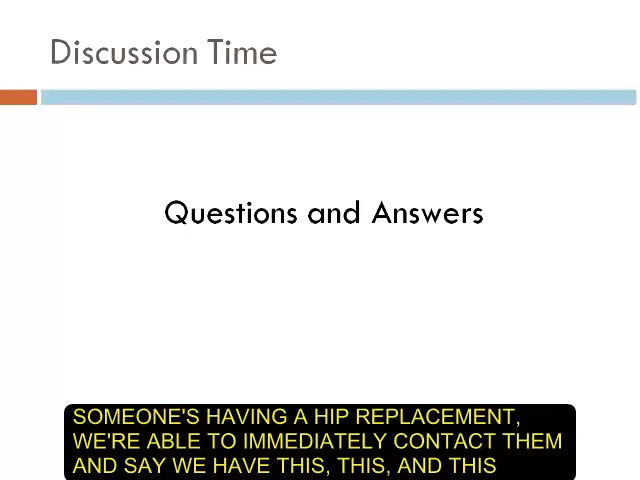 Discussion Time
Questions and Answers
SOMEONE'S HAVING A HIP REPLACEMENT,
WE'RE ABLE TO IMMEDIATELY CONTACT THEM
AND SAY WE HAVE THIS, THIS, AND THIS